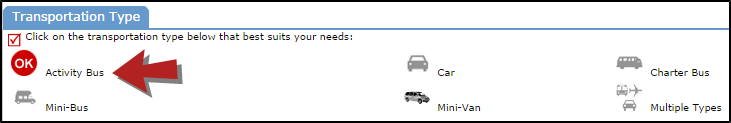 Transportation Type
Click on the transportation type below that best suits your needs:
OK
Activity Bus
Car
Charter Bus
Mini-Bus
Mini-Van
Multiple Types